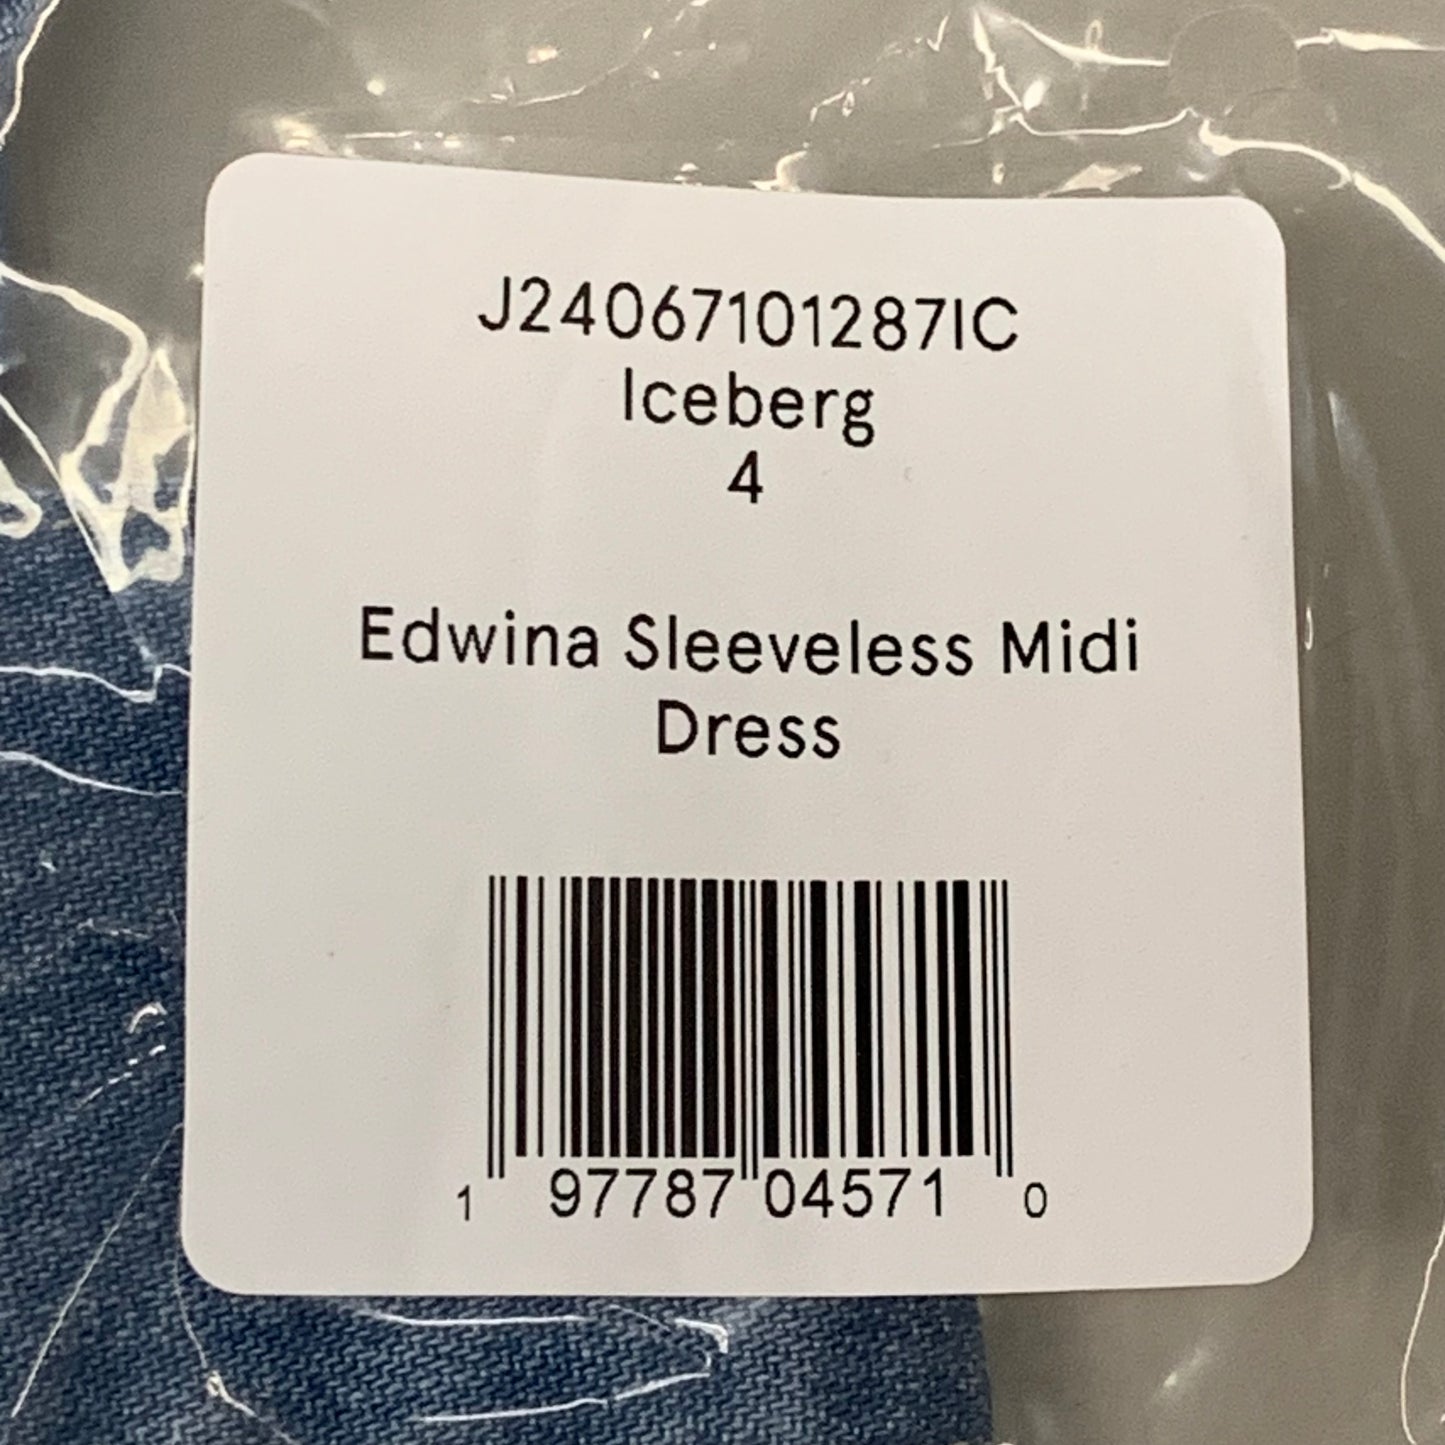 J24067101287IC
Iceberg
4
Edwina Sleeveless Midi
Dress
1 97787 04571 0